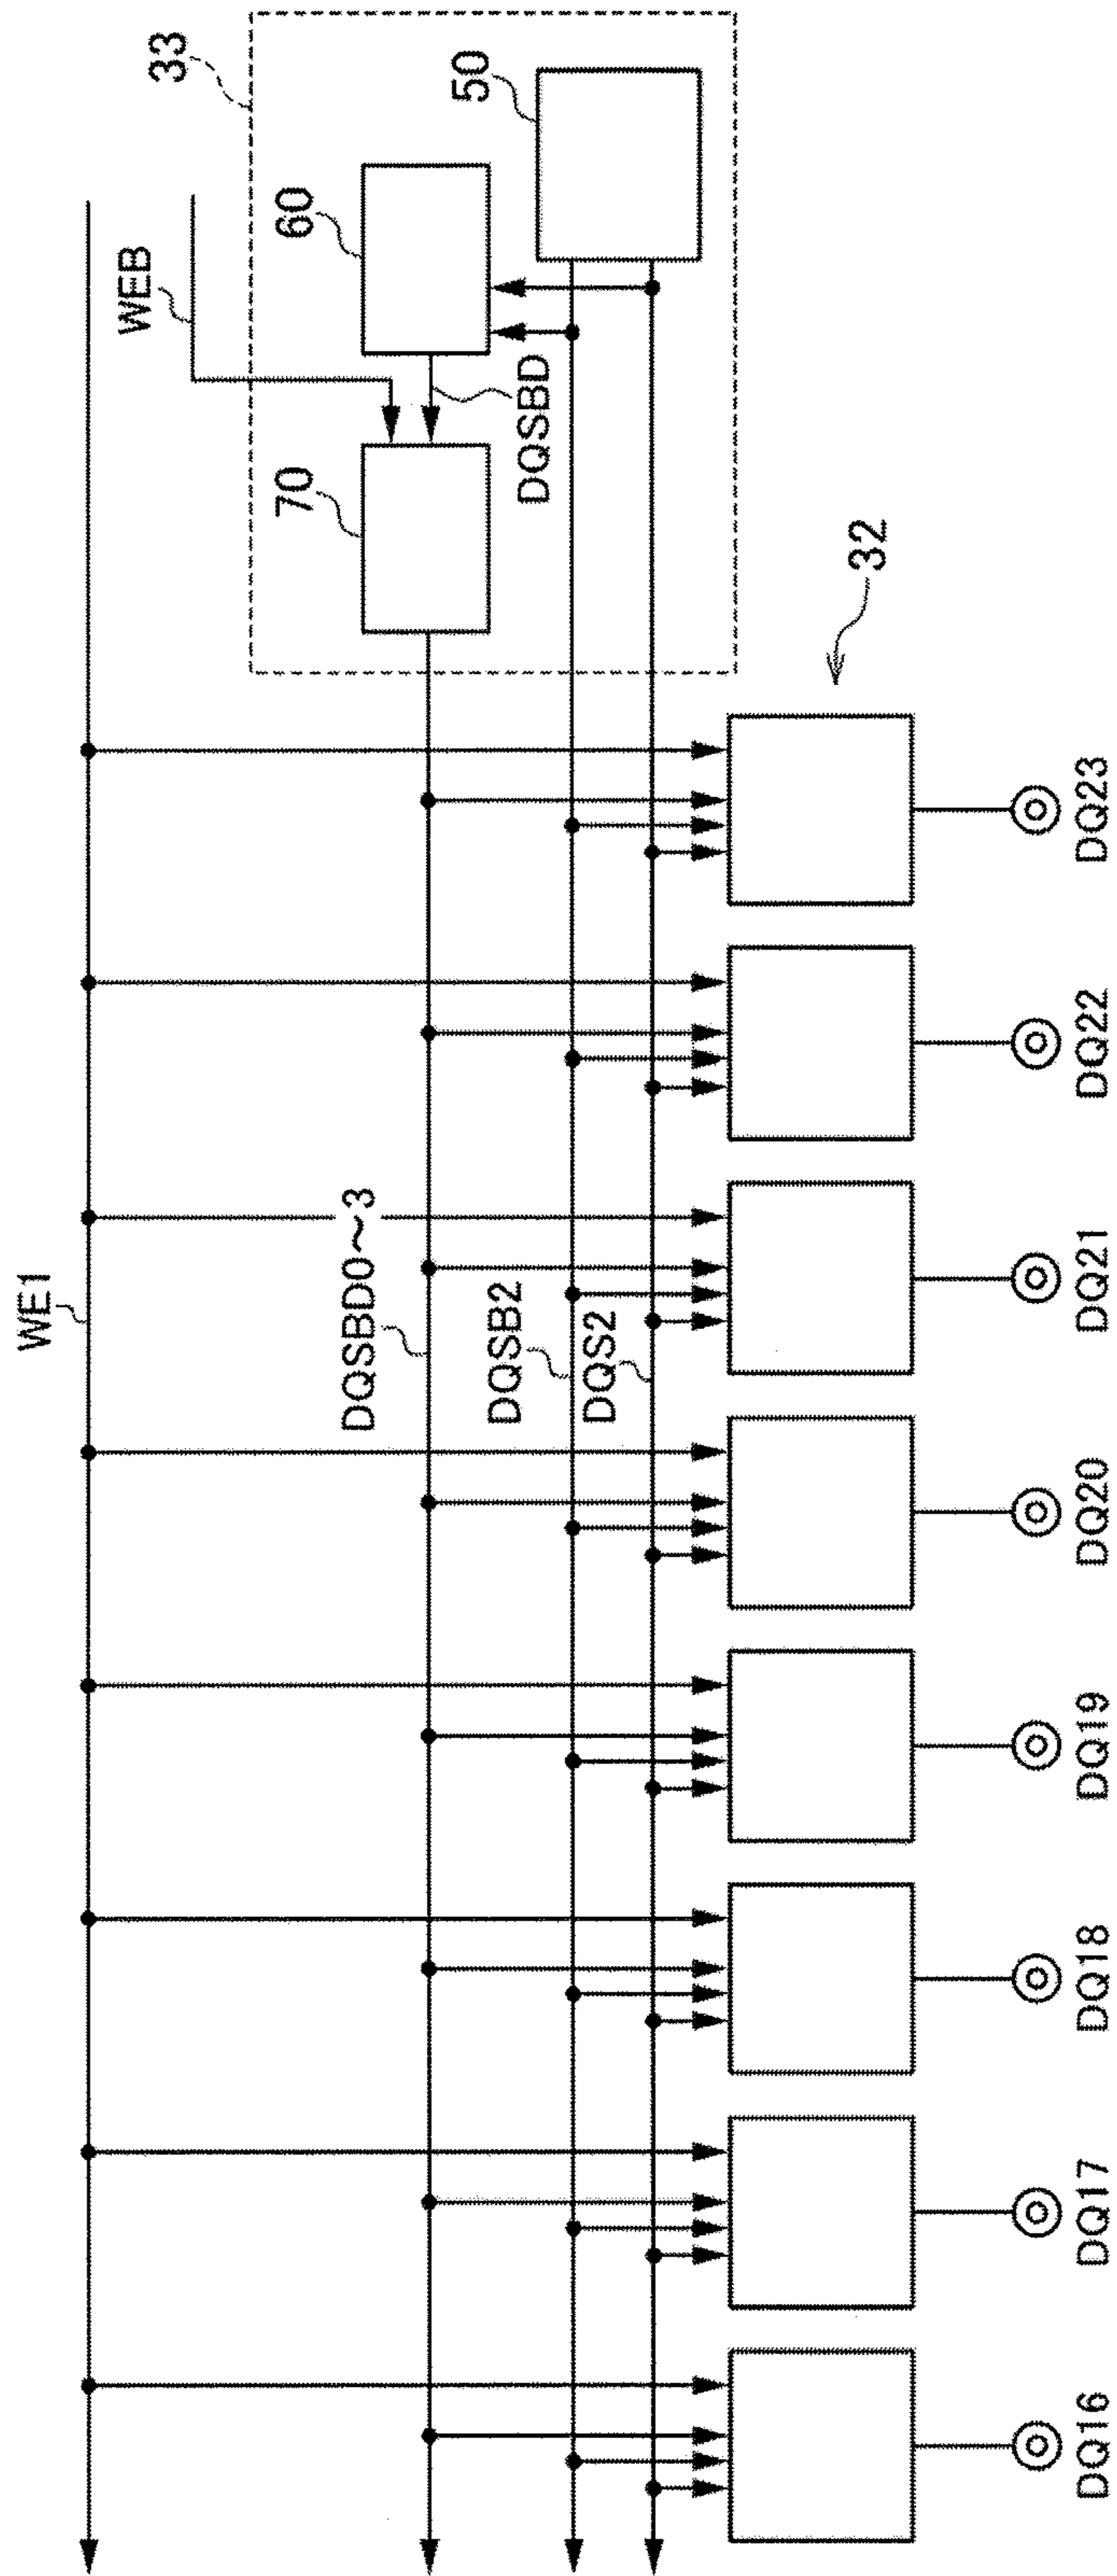 WE1
WEB
33
60
50
70
DQSBD
DQSBD0~3
DQSB2
DQS2
32
DQ16
DQ17
DQ18
DQ19
DQ20
DQ21
DQ22
DQ23